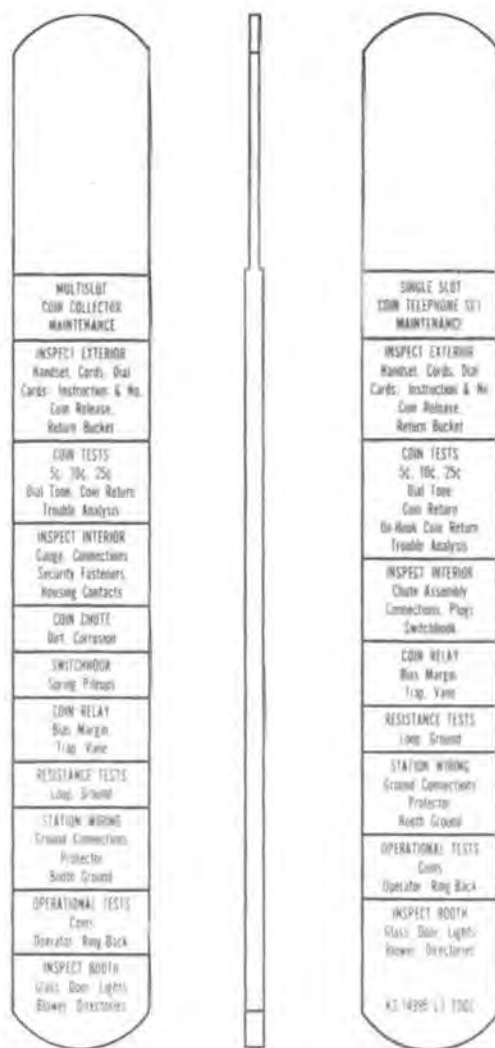 MULTISLOT
COIN COLLECTOR
MAINTENANCE
INSPECT EXTERIOR
Handset, Cords, Dial
Cards: Instruction & No.
Coin Release,
Return Bucket
COIN TESTS
5¢, 10¢, 25¢
Dial Tone, Coin Return
Trouble Analysis
INSPECT INTERIOR
Gauge, Connections
Security Fasteners,
Housing Contacts
COIN CHUTE
Dirt, Corrosion
SWITCHHOOK
Spring Pileups
COIN RELAY
Bias Margin,
Trap, Vane
RESISTANCE TESTS
Loop, Ground
STATION WIRING
Ground Connections
Protector
Booth Ground
OPERATIONAL TESTS
Coins
Operator Ring-Back
INSPECT BOOTH
Glass Door, Lights
Blower, Directories
SINGLE SLOT
COIN TELEPHONE SET
MAINTENANCE
INSPECT EXTERIOR
Handset, Cords, Dial
Cards: Instruction & No
Coin Release,
Return Bucket
COIN TESTS
5¢, 10¢, 25¢
Dial Tone
Coin Return
On-Hook Coin Return
Trouble Analysis
INSPECT INTERIOR
Chute Assembly
Connections, Plugs
Switchhook
COIN RELAY
Bias Margin
Trap, Vane
RESISTANCE TESTS
Loop, Ground
STATION WIRING
Ground Connections
Protector
Booth Ground
OPERATIONAL TESTS
Coins
Operator Ring-Back
INSPECT BOOTH
Glass Door, Lights
Blower, Directories
TOOL